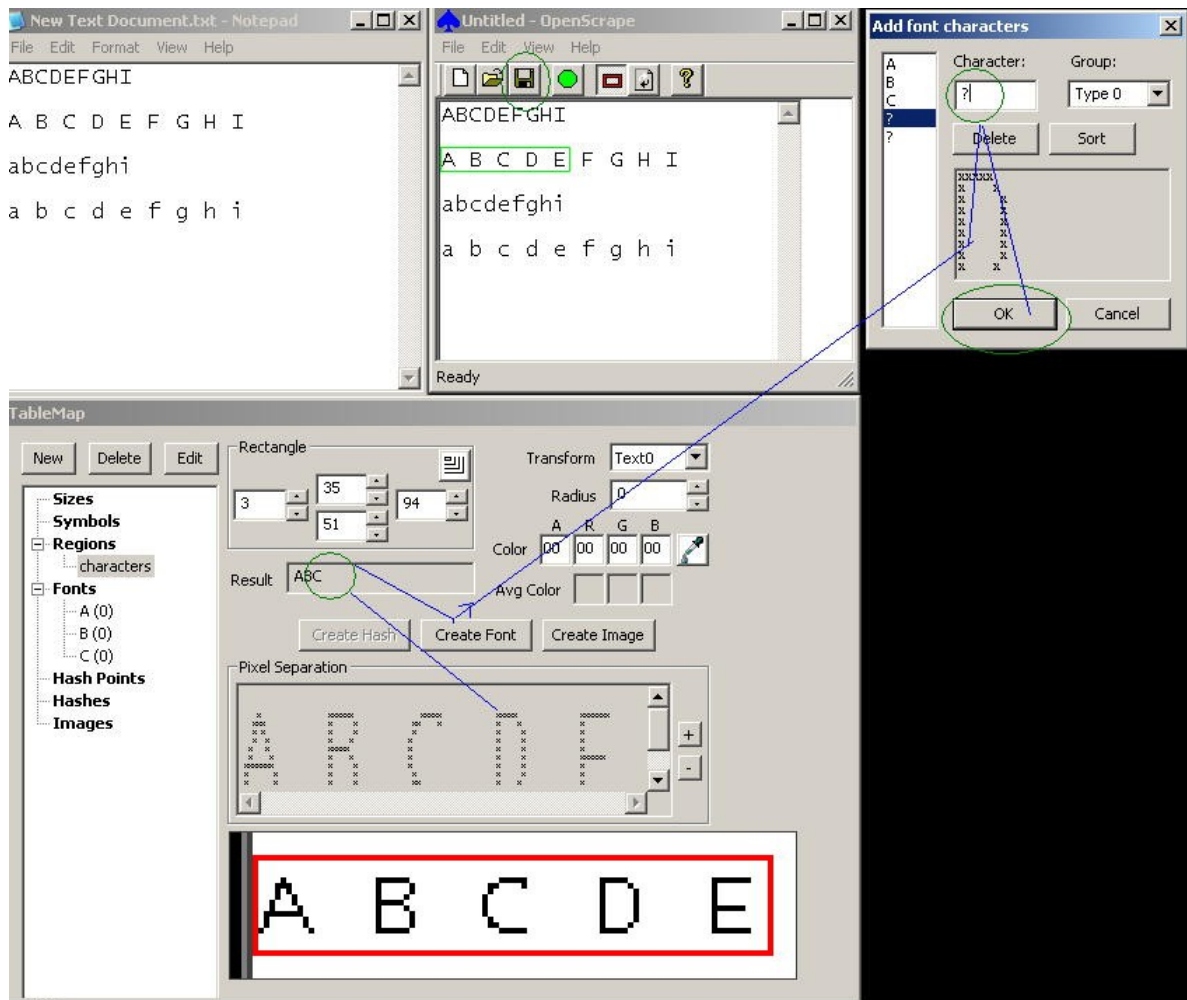 New Text Document.txt - Notepad
File Edit Format View Help
ABCDEFGHI
A B C D E F G H I
abcdefghi
a b c d e f g h i
Untitled - OpenScrape
File Edit View Help
ABCDEFGHI
A B C D E F G H I
abcdefghi
a b c d e f g h i
Ready
Add font characters
A
B
C
?
?
Character:
Group:
?
Type 0
Delete
Sort
OK
Cancel
TableMap
New
Delete
Edit
Sizes
Symbols
Regions
characters
Fonts
A (0)
B (0)
C (0)
Hash Points
Hashes
Images
Rectangle
3
35
51
94
Result
ABC
Transform
Text0
Radius
0
A R G B
Color
00 00 00 00
Avg Color
Create Hash
Create Font
Create Image
Pixel Separation
+
-
A B C D E